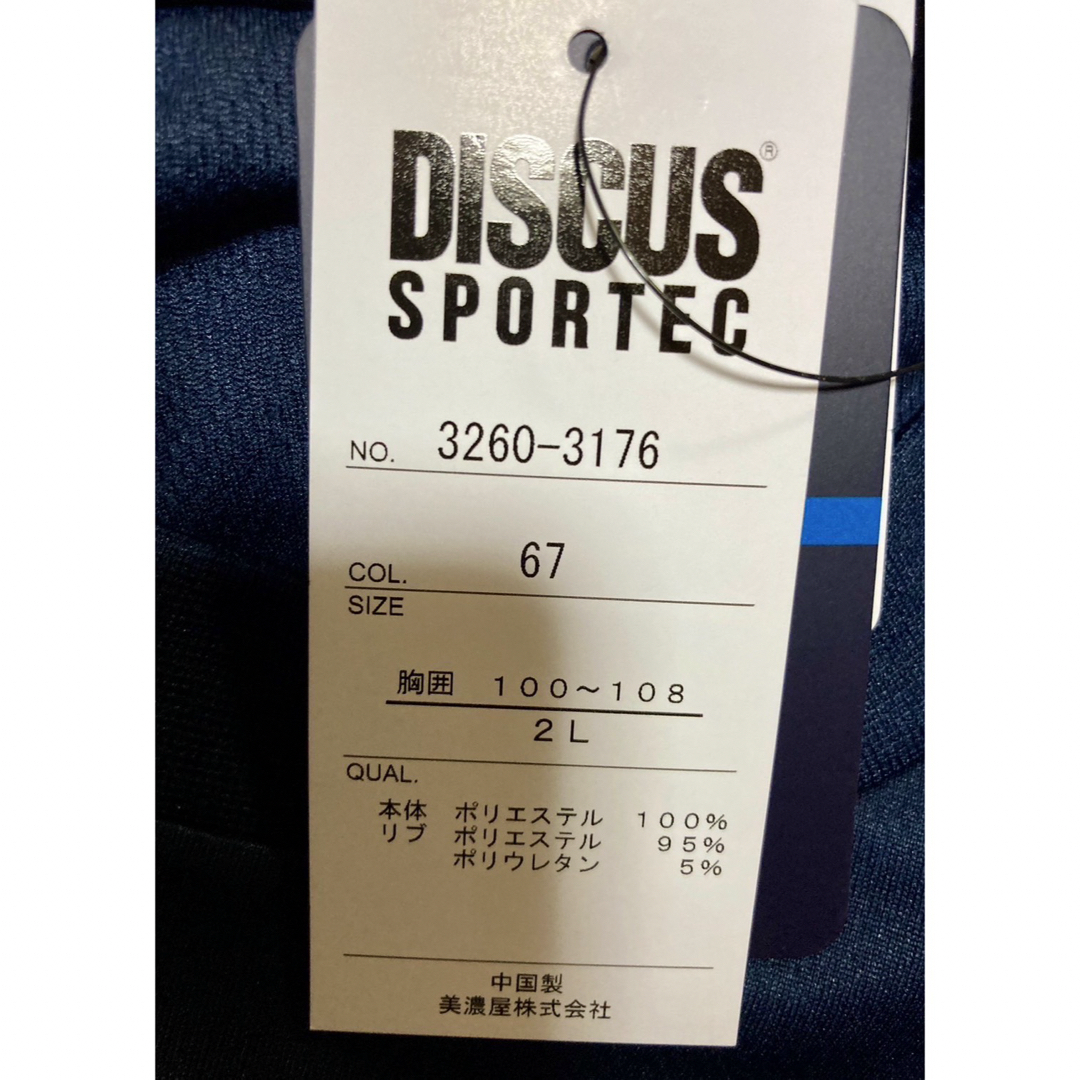 DISCUS®
SPORTEC
NO. 3260-3176
COL. 67
SIZE
胸囲 100~108
2L
QUAL.
本体 ポリエステル 100%
リブ ポリエステル 95%
ポリウレタン 5%
中国製
美濃屋株式会社